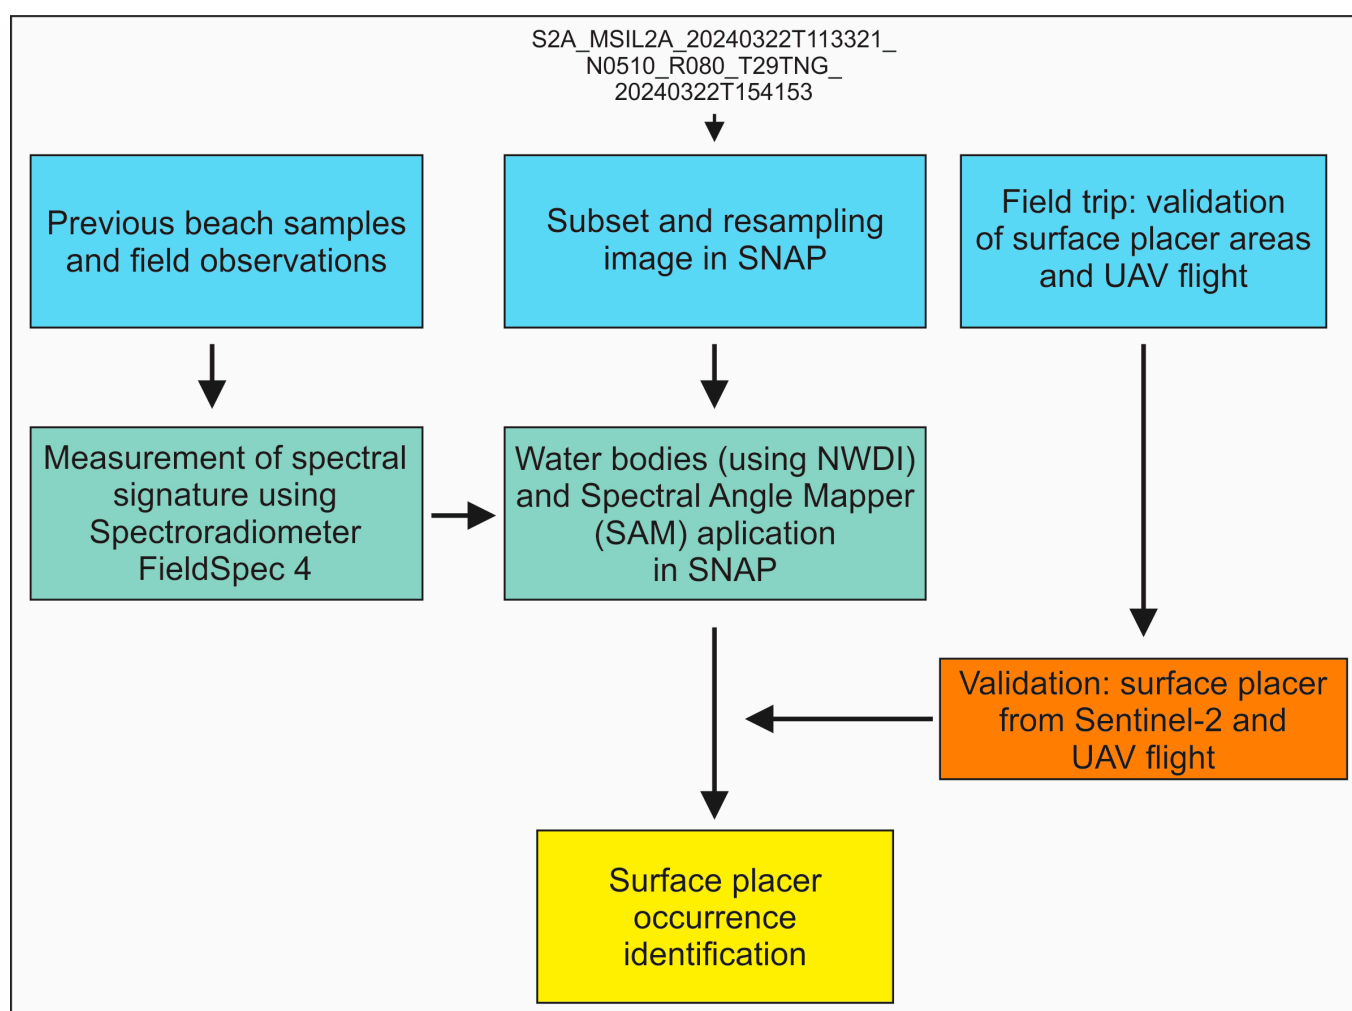 S2A_MSIL2A_20240322T113321_
N0510_R080_T29TNG_
20240322T154153
Previous beach samples
and field observations
Subset and resampling
image in SNAP
Field trip: validation
of surface placer areas
and UAV flight
Measurement of spectral
signature using
Spectroradiometer
FieldSpec 4
Water bodies (using NWDI)
and Spectral Angle Mapper
(SAM) aplication
in SNAP
Validation: surface placer
from Sentinel-2 and
UAV flight
Surface placer
occurrence
identification